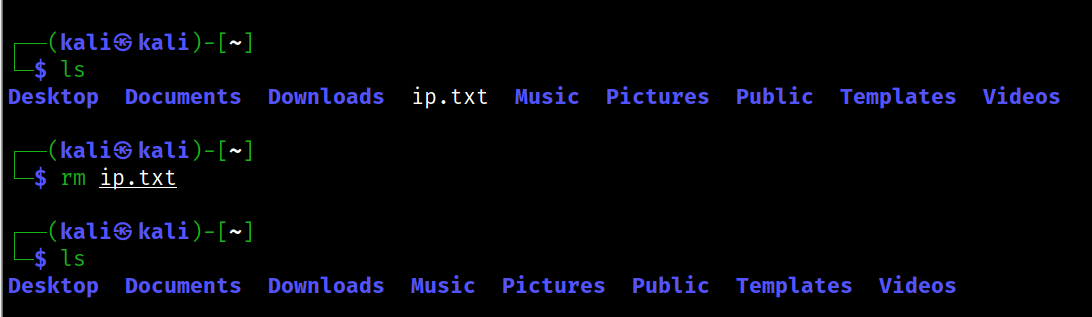 ┌──(kali㉿kali)-[~]
└─$ ls
Desktop  Documents  Downloads  ip.txt  Music  Pictures  Public  Templates  Videos
┌──(kali㉿kali)-[~]
└─$ rm ip.txt
┌──(kali㉿kali)-[~]
└─$ ls
Desktop  Documents  Downloads  Music  Pictures  Public  Templates  Videos